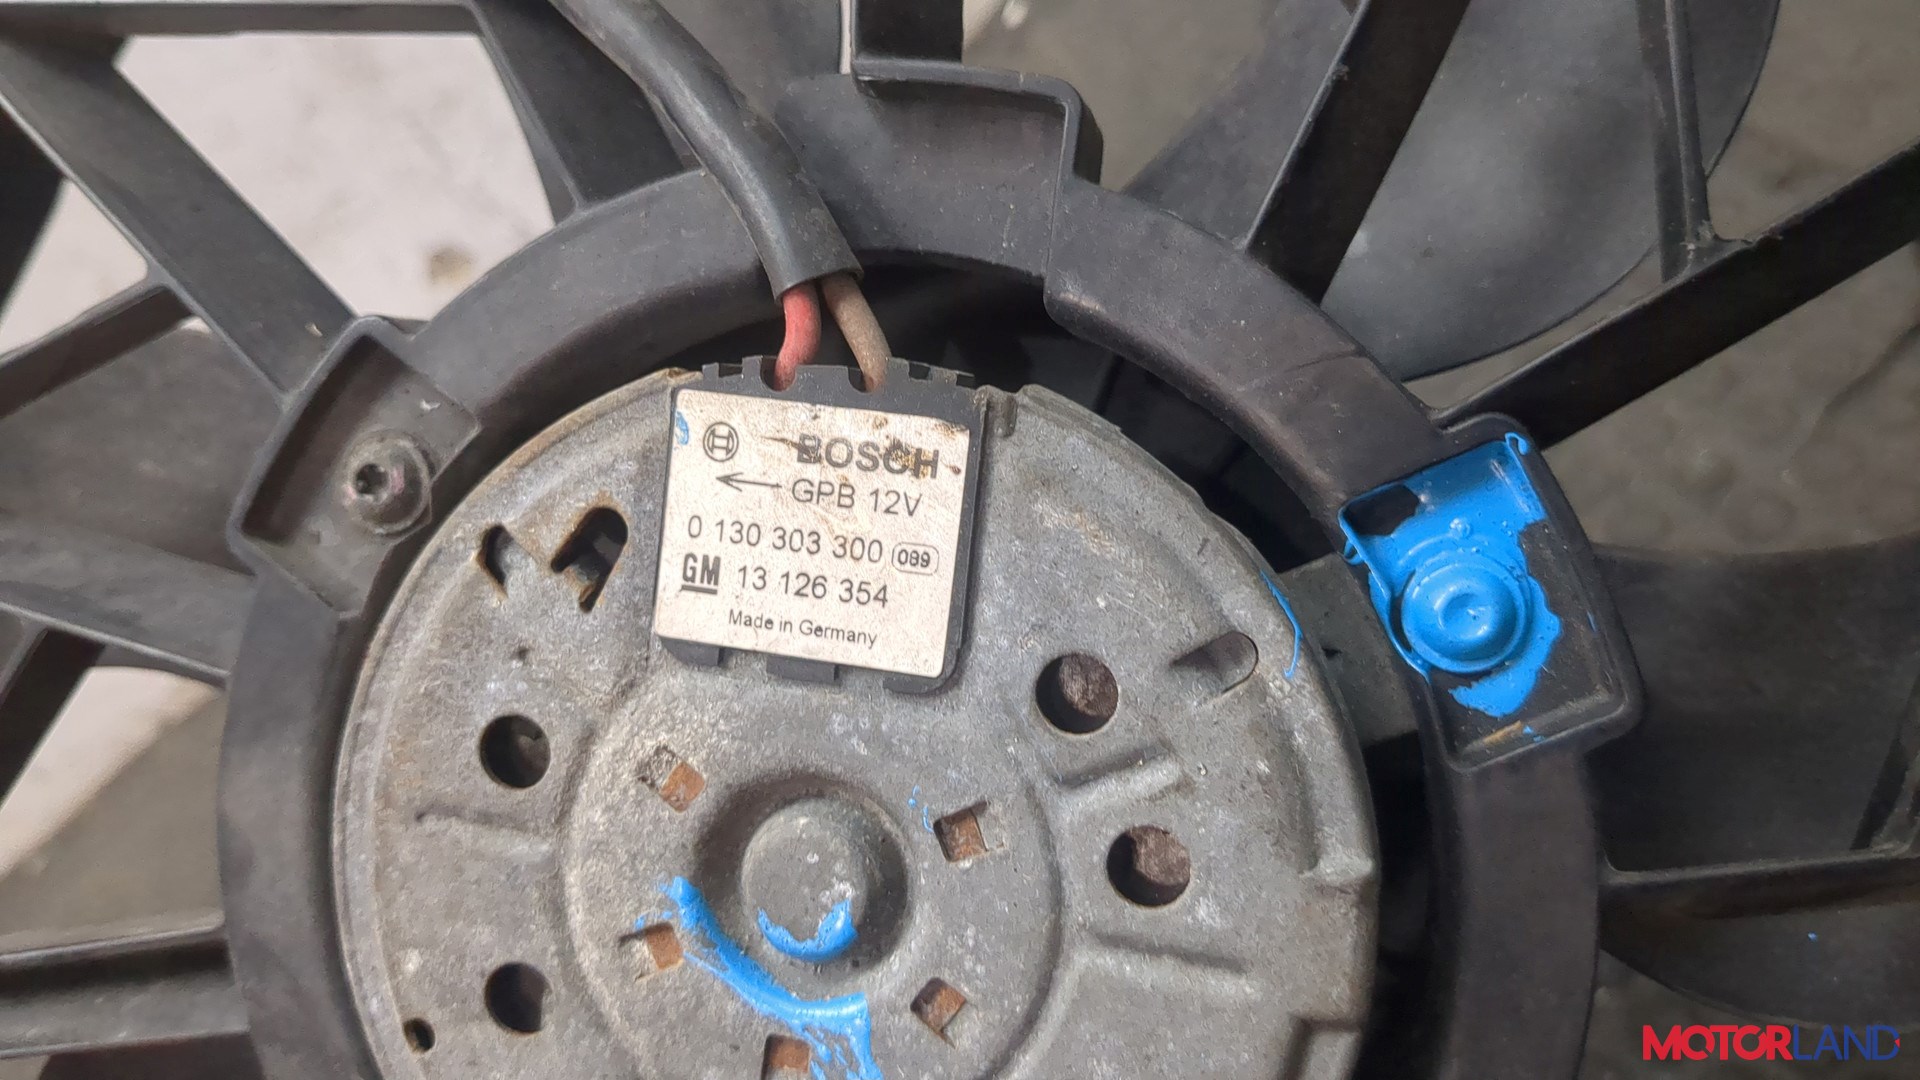 BOSCH
GPB 12V
0 130 303 300 089
GM 13 126 354
Made in Germany
MOTORLAND